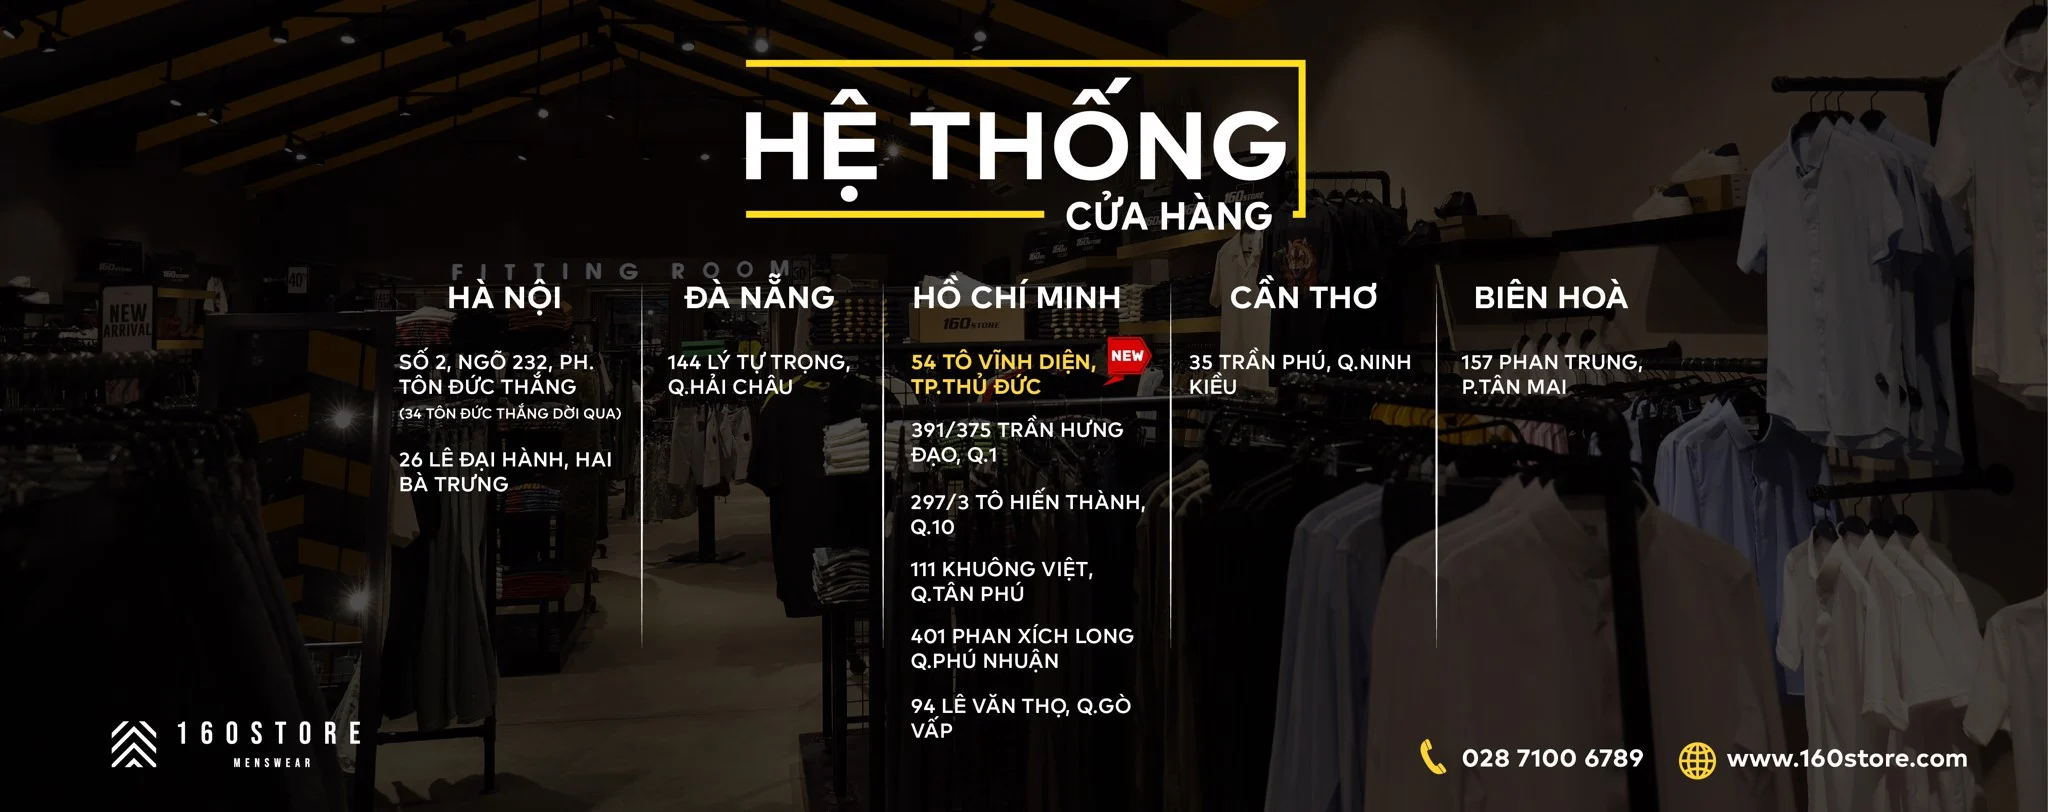 HỆ THỐNG
CỬA HÀNG
FITTING ROOM
NEW
ARRIVAL
160STORE
HÀ NỘI
SỐ 2, NGÕ 232, PH.
TÔN ĐỨC THẮNG
(34 TÔN ĐỨC THẮNG DỜI QUA)
26 LÊ ĐẠI HÀNH, HAI
BÀ TRƯNG
ĐÀ NẴNG
144 LÝ TỰ TRỌNG,
Q.HẢI CHÂU
HỒ CHÍ MINH
54 TÔ VĨNH DIỆN,
TP.THỦ ĐỨC
NEW
391/375 TRẦN HƯNG
ĐẠO, Q.1
297/3 TÔ HIẾN THÀNH,
Q.10
111 KHUÔNG VIỆT,
Q.TÂN PHÚ
401 PHAN XÍCH LONG
Q.PHÚ NHUẬN
94 LÊ VĂN THỌ, Q.GÒ
VẤP
CẦN THƠ
35 TRẦN PHÚ, Q.NINH
KIỀU
BIÊN HOÀ
157 PHAN TRUNG,
P.TÂN MAI
160STORE
MENSWEAR
028 7100 6789
www.160store.com